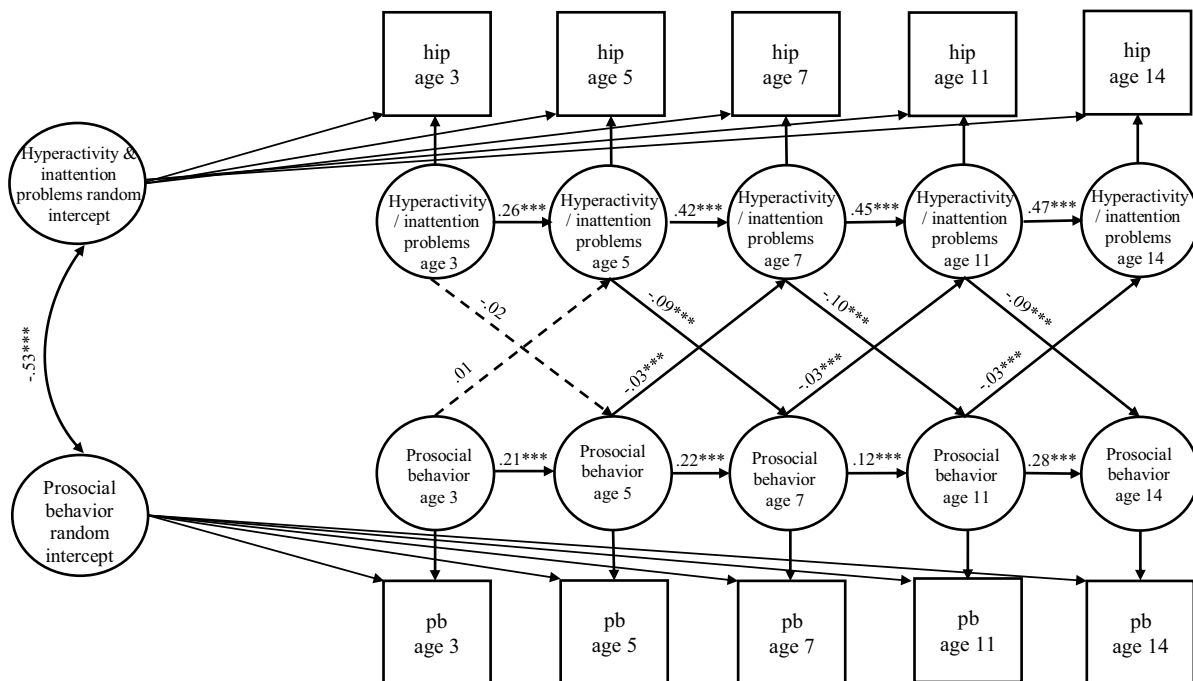 hip
age 3
hip
age 5
hip
age 7
hip
age 11
hip
age 14
Hyperactivity &
inattention
problems random
intercept
Hyperactivity
/ inattention
problems
age 3
.26***
Hyperactivity
/ inattention
problems
age 5
.42***
Hyperactivity
/ inattention
problems
age 7
.45***
Hyperactivity
/ inattention
problems
age 11
.47***
Hyperactivity
/ inattention
problems
age 14
-.53***
-.02
.01
-.09***
-.03***
-.10***
-.03***
-.09***
-.03***
Prosocial
behavior
random
intercept
Prosocial
behavior
age 3
.21***
Prosocial
behavior
age 5
.22***
Prosocial
behavior
age 7
.12***
Prosocial
behavior
age 11
.28***
Prosocial
behavior
age 14
pb
age 3
pb
age 5
pb
age 7
pb
age 11
pb
age 14